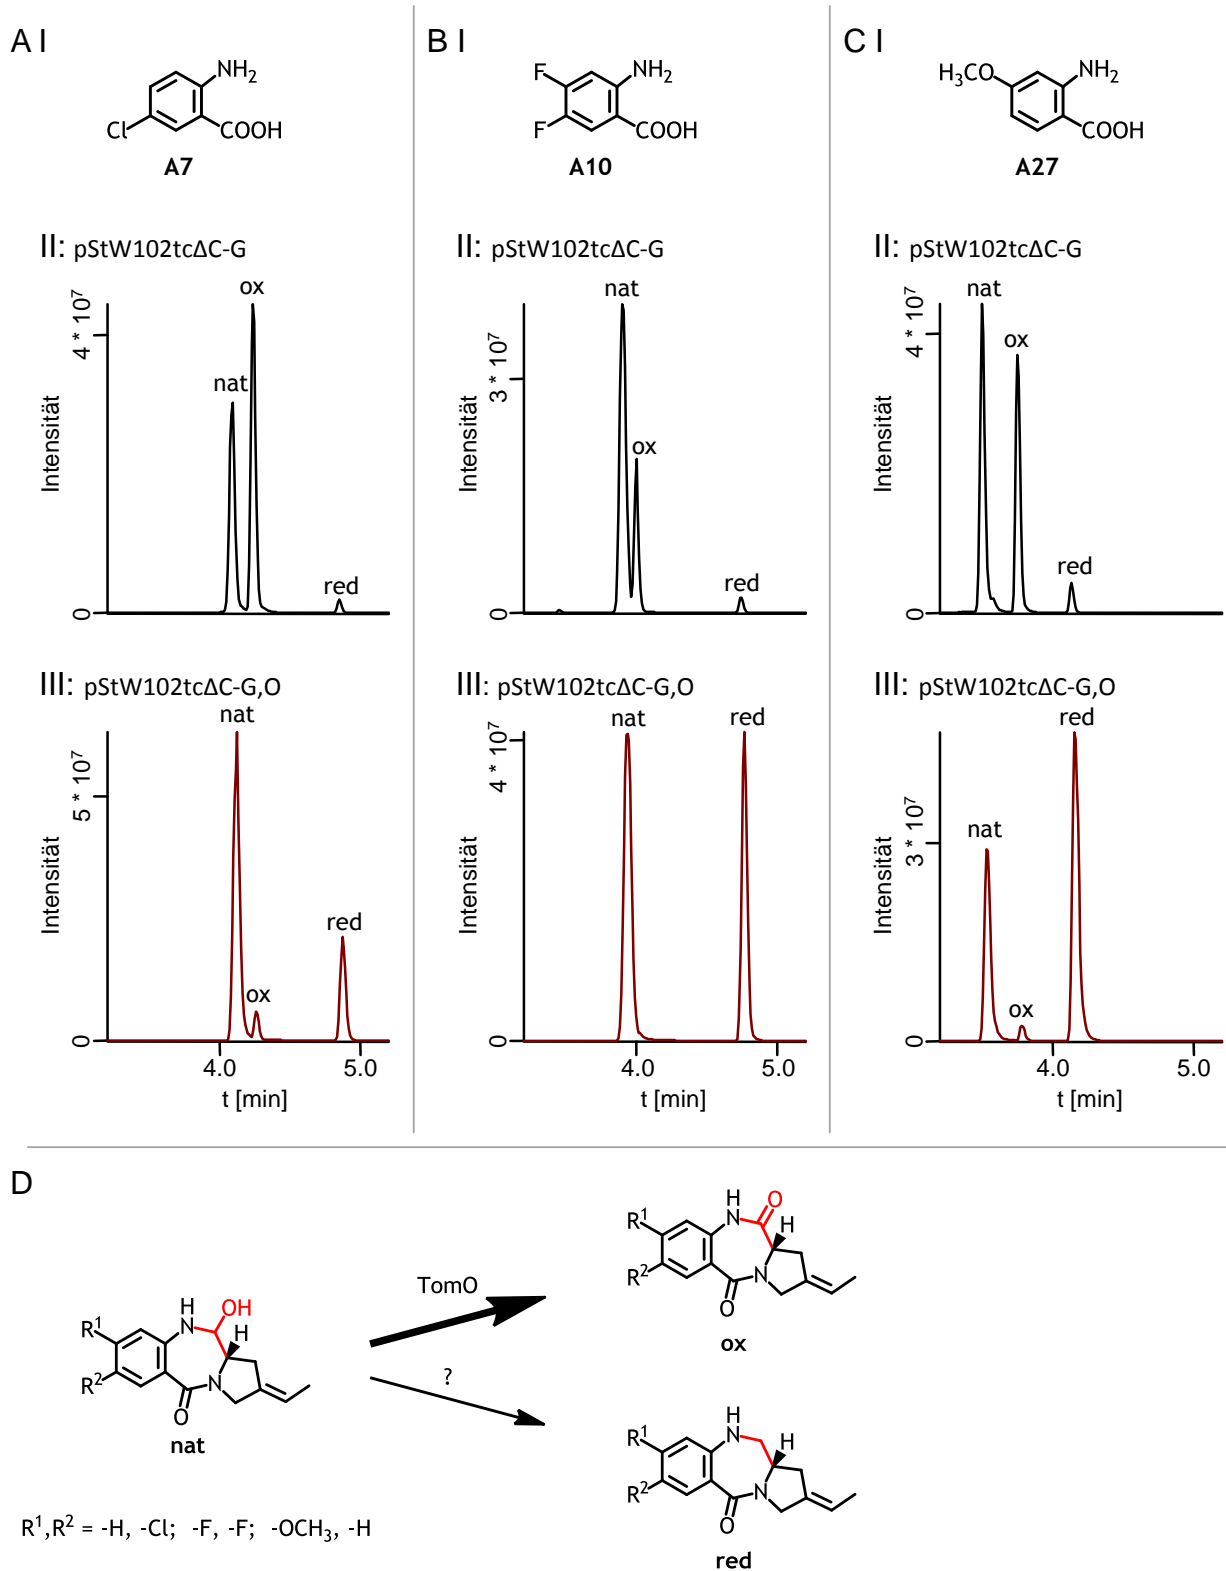 A I
NH2
Cl
COOH
A7
II: pStW102tcΔC-G
ox
nat
red
4 * 10^7
0
Intensität
III: pStW102tcΔC-G,O
nat
ox
red
5 * 10^7
0
Intensität
4.0 5.0
t [min]
B I
F
NH2
F
COOH
A10
II: pStW102tcΔC-G
nat
ox
red
3 * 10^7
0
Intensität
III: pStW102tcΔC-G,O
nat
red
4 * 10^7
0
Intensität
4.0 5.0
t [min]
C I
H3CO
NH2
COOH
A27
II: pStW102tcΔC-G
nat
ox
red
4 * 10^7
0
Intensität
III: pStW102tcΔC-G,O
red
nat
ox
3 * 10^7
0
Intensität
4.0 5.0
t [min]
D
H
N
OH
H
R1
R2
N
O
nat
TomO
?
H
N
O
H
R1
R2
N
O
ox
H
N
H
R1
R2
N
O
red
R1,R2 = -H, -Cl; -F, -F; -OCH3, -H